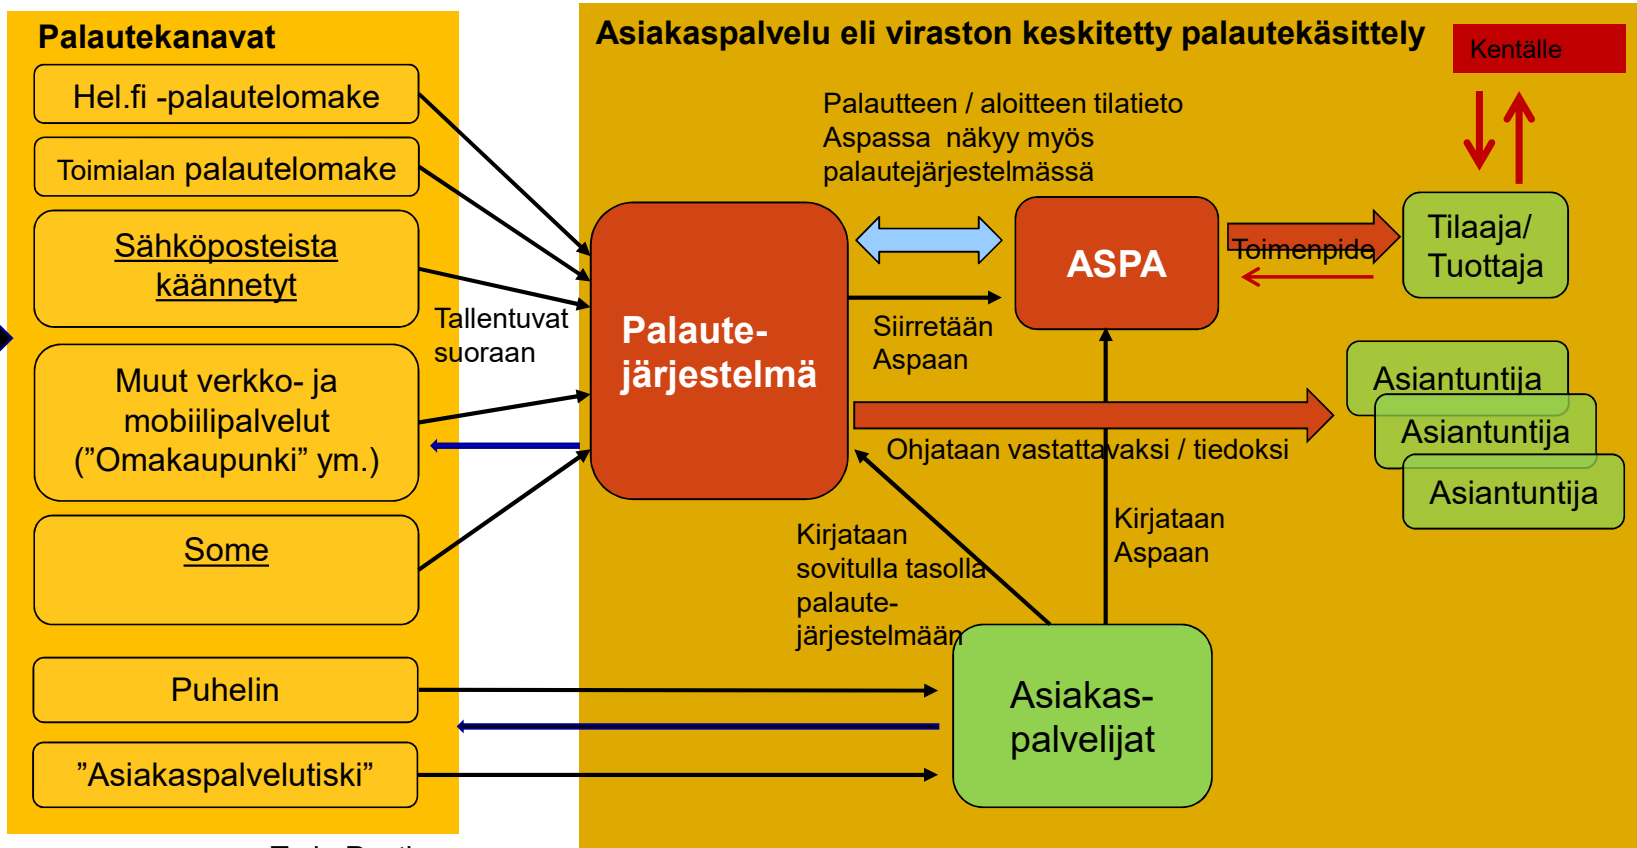 Palautekanavat
Hel.fi -palautelomake
Toimialan palautelomake
Sähköposteista
käännetyt
Muut verkko- ja
mobiilipalvelut
(”Omakaupunki” ym.)
Some
Puhelin
”Asiakaspalvelutiski”
Tallentuvat
suoraan
Asiakaspalvelu eli viraston keskitetty palautekäsittely
Kentälle
Palautteen / aloitteen tilatieto
Aspassa näkyy myös
palautejärjestelmässä
Palaute-
järjestelmä
ASPA
Toimenpide
Tilaaja/
Tuottaja
Siirretään
Aspaan
Ohjataan vastattavaksi / tiedoksi
Asiantuntija
Asiantuntija
Asiantuntija
Kirjataan
sovitulla tasolla
palaute-
järjestelmään
Kirjataan
Aspaan
Asiakas-
palvelijat